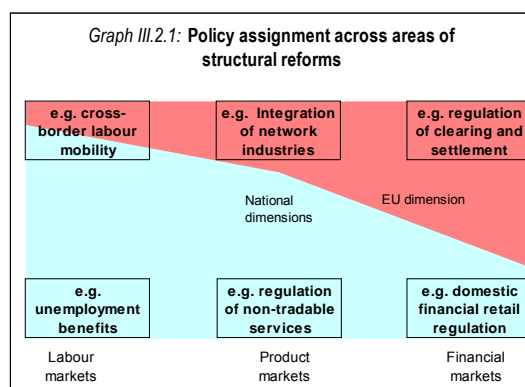 Graph III.2.1: Policy assignment across areas of
structural reforms
e.g. cross-
border labour
mobility
e.g. Integration
of network
industries
e.g. regulation
of clearing and
settlement
National
dimensions
EU dimension
e.g.
unemployment
benefits
e.g. regulation
of non-tradable
services
e.g. domestic
financial retail
regulation
Labour
markets
Product
markets
Financial
markets